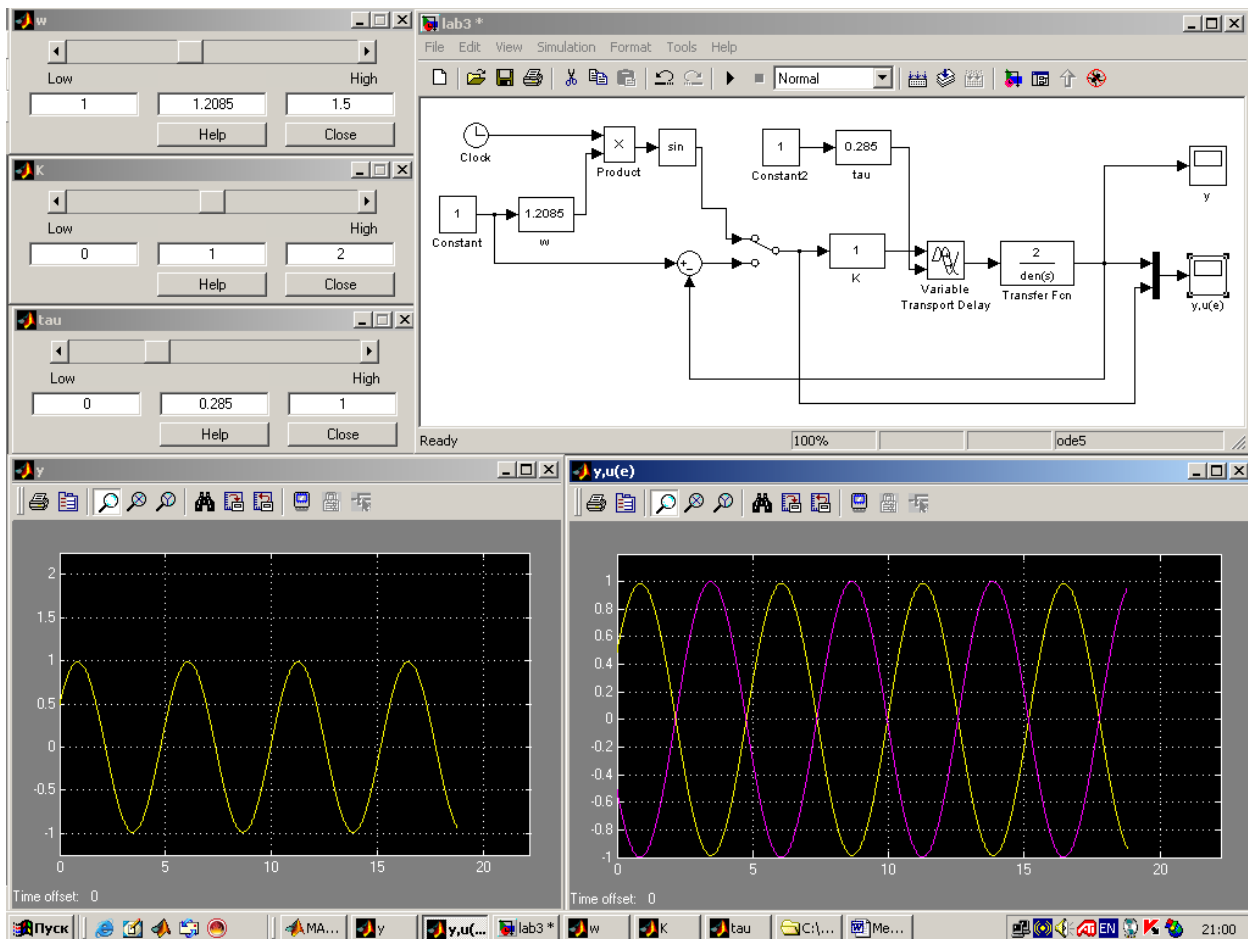 w
Low High
1 1.2085 1.5
Help Close
K
Low High
0 1 2
Help Close
tau
Low High
0 0.285 1
Help Close
lab3 *
File Edit View Simulation Format Tools Help
Normal
Clock
×
Product
sin
1
Constant2
0.285
tau
y
1
Constant
1.2085
w
+-
1
K
Variable
Transport Delay
2
den(s)
Transfer Fcn
y,u(e)
Ready 100% ode5
y
2
1.5
1
0.5
0
-0.5
-1
0 5 10 15 20
Time offset: 0
y,u(e)
1
0.8
0.6
0.4
0.2
0
-0.2
-0.4
-0.6
-0.8
-1
0 5 10 15 20
Time offset: 0
Пуск MA... y y,u(... lab3 * w K tau C:\... Me... EN 21:00